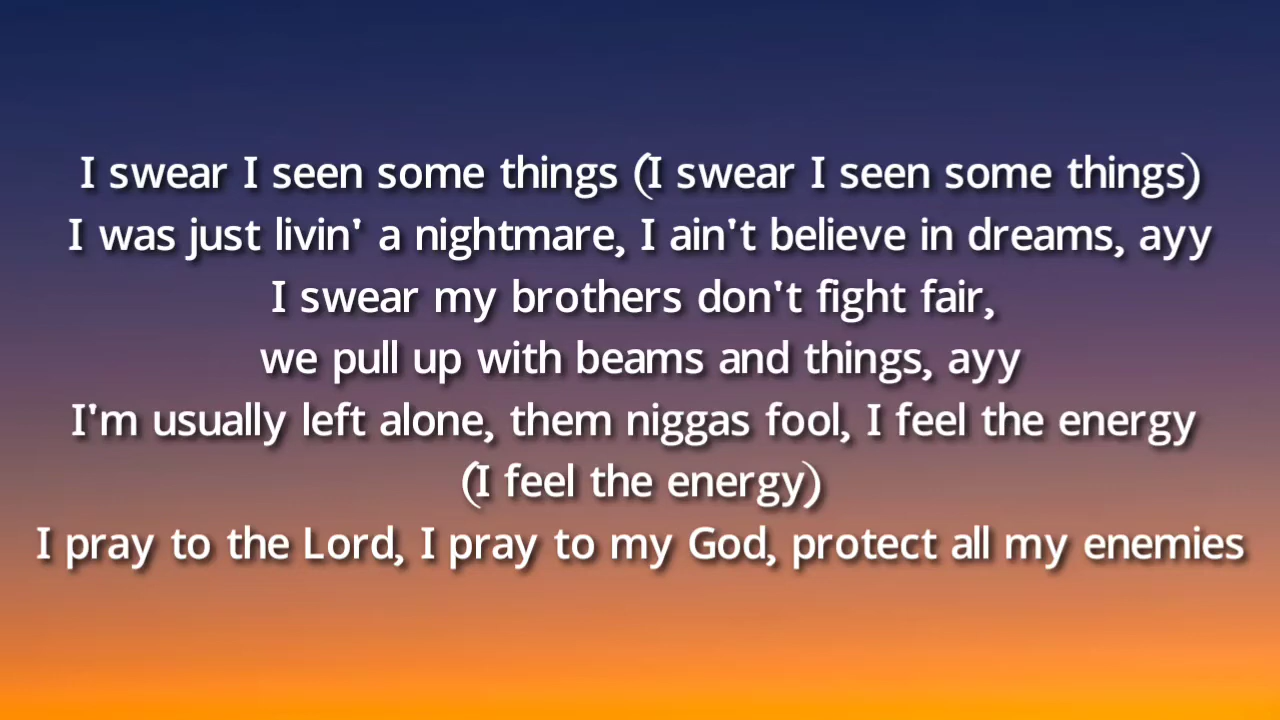 I swear I seen some things (I swear I seen some things)
I was just livin' a nightmare, I ain't believe in dreams, ayy
I swear my brothers don't fight fair,
we pull up with beams and things, ayy
I'm usually left alone, them niggas fool, I feel the energy
(I feel the energy)
I pray to the Lord, I pray to my God, protect all my enemies